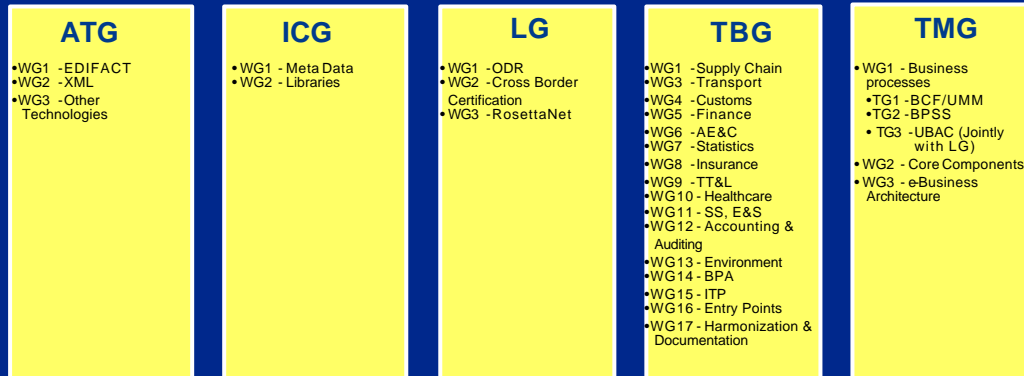 ATG
•WG1 -EDIFACT
•WG2 -XML
•WG3 -Other
Technologies
ICG
• WG1 - Meta Data
• WG2 - Libraries
LG
• WG1 -ODR
• WG2 -Cross Border
Certification
• WG3 -RosettaNet
TBG
•WG1 -Supply Chain
•WG3 -Transport
•WG4 -Customs
•WG5 -Finance
•WG6 -AE&C
•WG7 -Statistics
•WG8 -Insurance
•WG9 -TT&L
•WG10 - Healthcare
•WG11 - SS, E&S
•WG12 - Accounting &
Auditing
•WG13 - Environment
•WG14 - BPA
•WG15 - ITP
•WG16 - Entry Points
•WG17 - Harmonization &
Documentation
TMG
• WG1 - Business
processes
•TG1 -BCF/UMM
•TG2 -BPSS
• TG3 -UBAC (Jointly
with LG)
• WG2 - Core Components
• WG3 - e-Business
Architecture